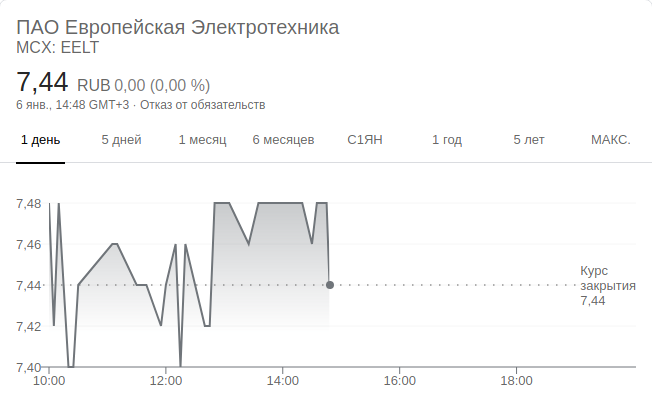 ПАО Европейская Электротехника
MCX: EELT
7,44 RUB 0,00 (0,00 %)
6 янв., 14:48 GMT+3 · Отказ от обязательств
1 день 5 дней 1 месяц 6 месяцев С1ЯН 1 год 5 лет МАКС.
7,48
7,46
7,44
7,42
7,40
Курс
закрытия
7,44
10:00 12:00 14:00 16:00 18:00